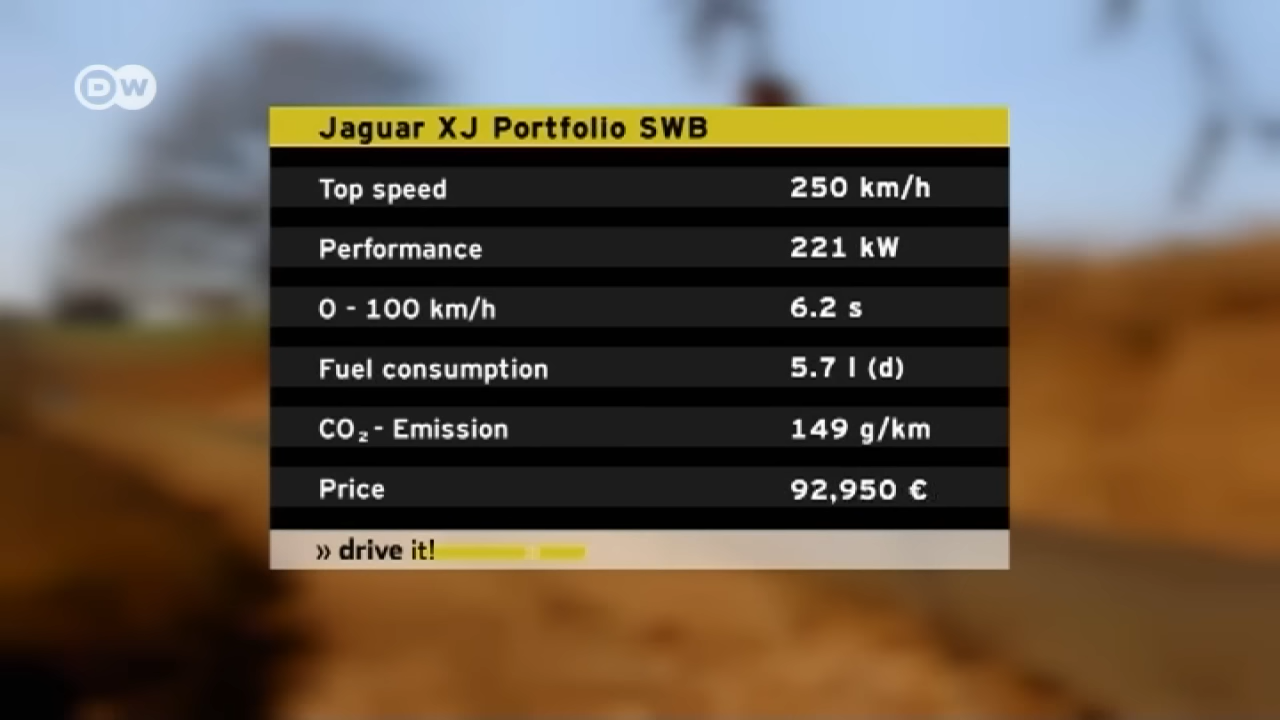 DW
Jaguar XJ Portfolio SWB
Top speed 250 km/h
Performance 221 kW
0 - 100 km/h 6.2 s
Fuel consumption 5.7 l (d)
CO₂- Emission 149 g/km
Price 92,950 €
» drive it!